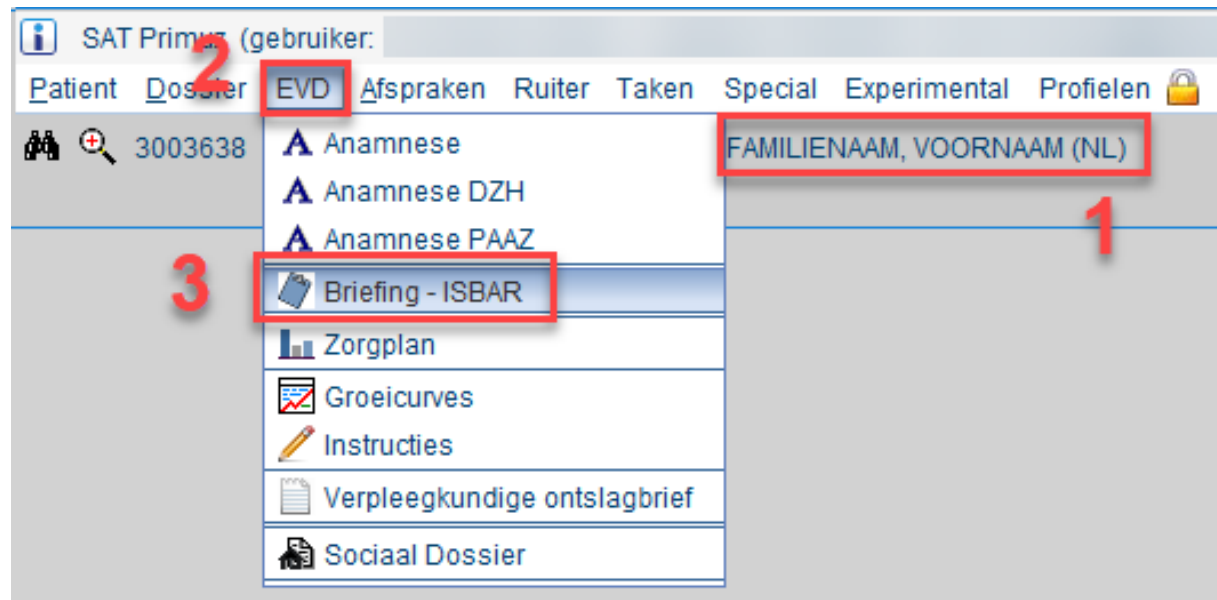 SAT Primuz (gebruiker:
2
Patient Dossier EVD Afspraken Ruiter Taken Special Experimental Profielen
3003638 FAMILIENAAM, VOORNAAM (NL)
1
Anamnese
Anamnese DZH
Anamnese PAAZ
3
Briefing - ISBAR
Zorgplan
Groeicurves
Instructies
Verpleegkundige ontslagbrief
Sociaal Dossier